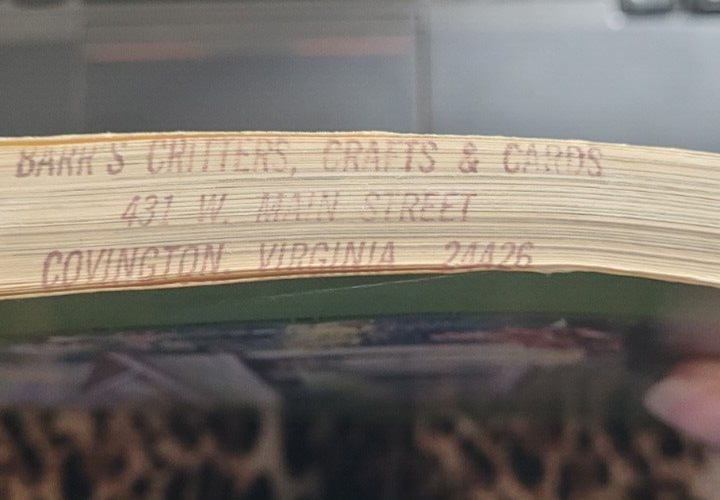 BARR'S CRITTERS, CRAFTS & CARDS
431 W. MAIN STREET
COVINGTON, VIRGINIA 24426